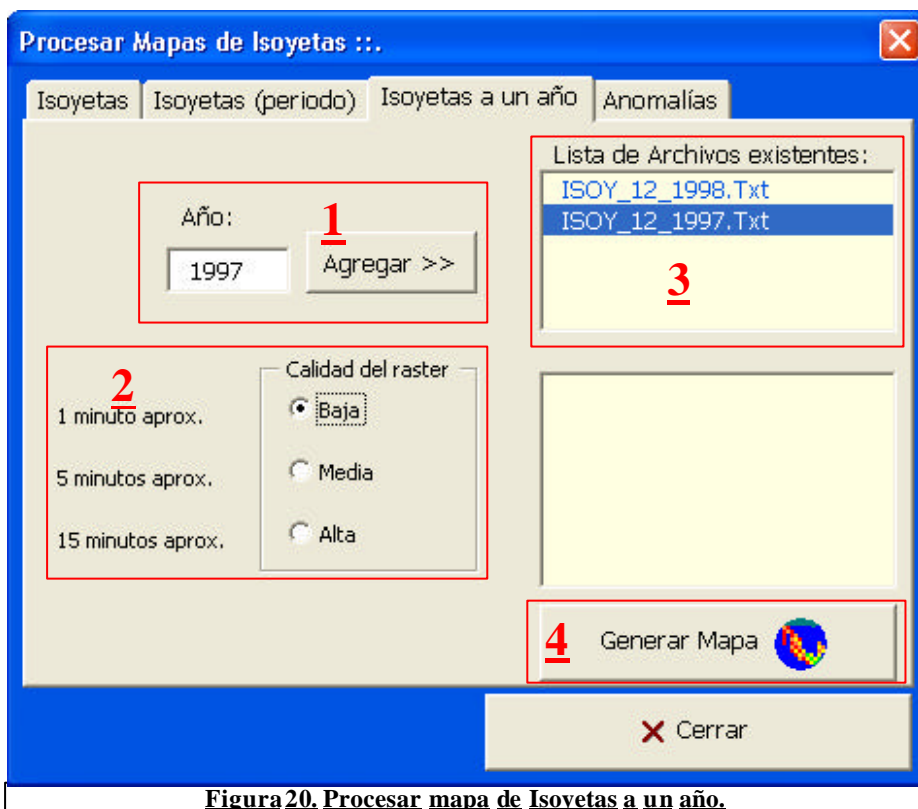 Procesar Mapas de Isoyetas ::.
Isoyetas Isoyetas (periodo) Isoyetas a un año Anomalías
Año:
1
1997
Agregar >>
Lista de Archivos existentes:
ISOY_12_1998.Txt
ISOY_12_1997.Txt
3
2
Calidad del raster
1 minuto aprox. Baja
5 minutos aprox. Media
15 minutos aprox. Alta
4 Generar Mapa
Cerrar
Figura 20. Procesar mapa de Isoyetas a un año.